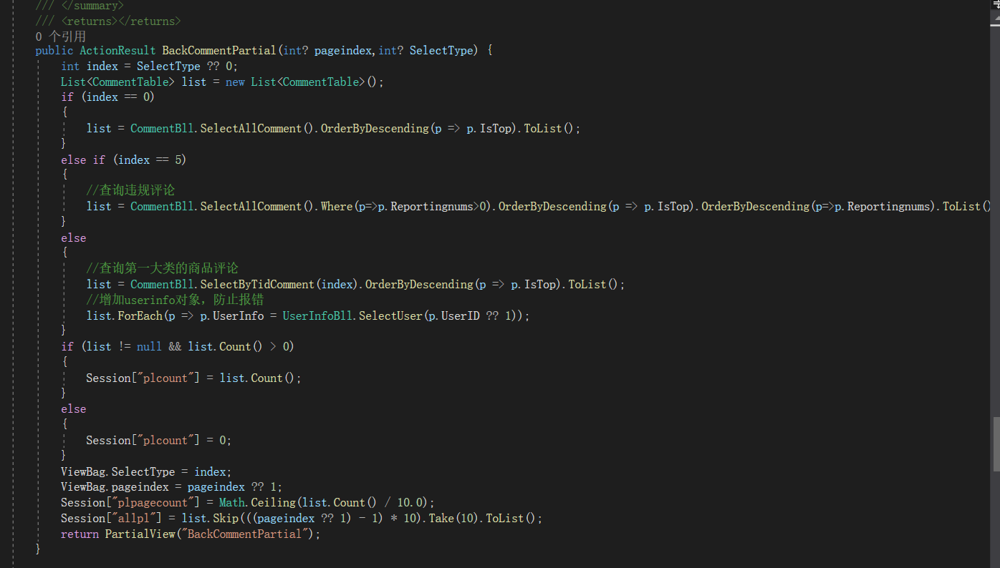 /// </summary>
/// <returns></returns>
0 个引用
public ActionResult BackCommentPartial(int? pageindex,int? SelectType) {
int index = SelectType ?? 0;
List<CommentTable> list = new List<CommentTable>();
if (index == 0)
{
list = CommentBll.SelectAllComment().OrderByDescending(p => p.IsTop).ToList();
}
else if (index == 5)
{
//查询违规评论
list = CommentBll.SelectAllComment().Where(p=>p.Reportingnums>0).OrderByDescending(p => p.IsTop).OrderByDescending(p=>p.Reportingnums).ToList()
}
else
{
//查询第一大类的商品评论
list = CommentBll.SelectByTidComment(index).OrderByDescending(p => p.IsTop).ToList();
//增加userinfo对象，防止报错
list.ForEach(p => p.UserInfo = UserInfoBll.SelectUser(p.UserID ?? 1));
}
if (list != null && list.Count() > 0)
{
Session["plcount"] = list.Count();
}
else
{
Session["plcount"] = 0;
}
ViewBag.SelectType = index;
ViewBag.pageindex = pageindex ?? 1;
Session["plpagecount"] = Math.Ceiling(list.Count() / 10.0);
Session["allpl"] = list.Skip(((pageindex ?? 1) - 1) * 10).Take(10).ToList();
return PartialView("BackCommentPartial");
}